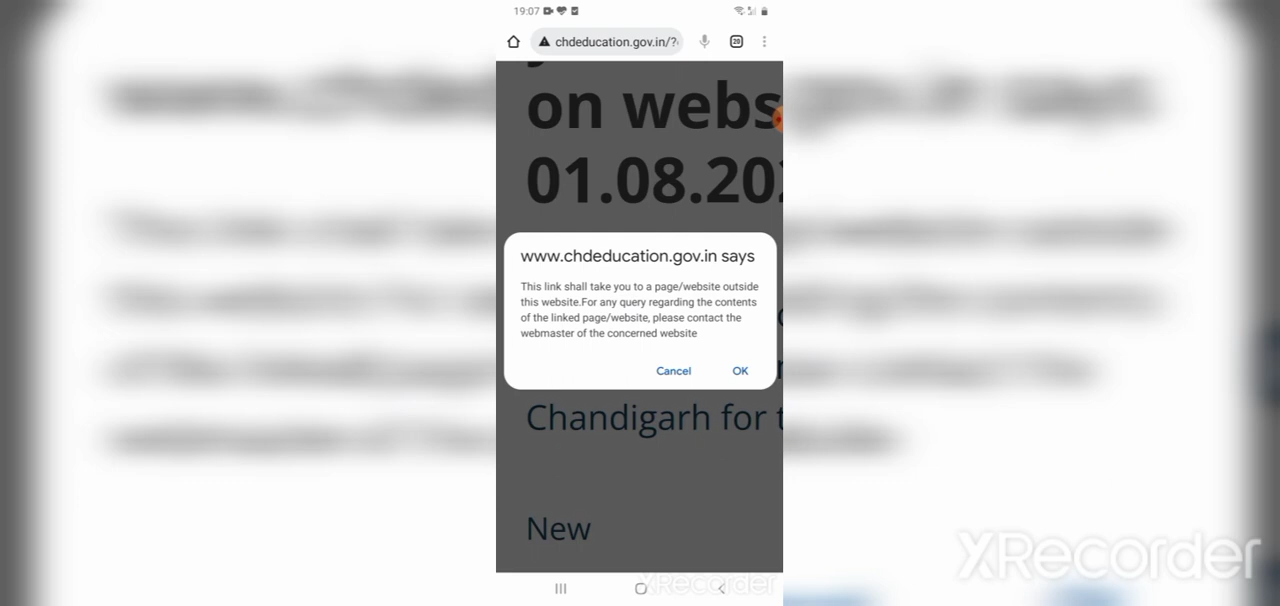 19:07
chdeducation.gov.in/?
20
on webs
01.08.20
www.chdeducation.gov.in says
This link shall take you to a page/website outside
this website.For any query regarding the contents
of the linked page/website, please contact the
webmaster of the concerned website
Cancel OK
Chandigarh for t
New
XRecorder
XRecorder